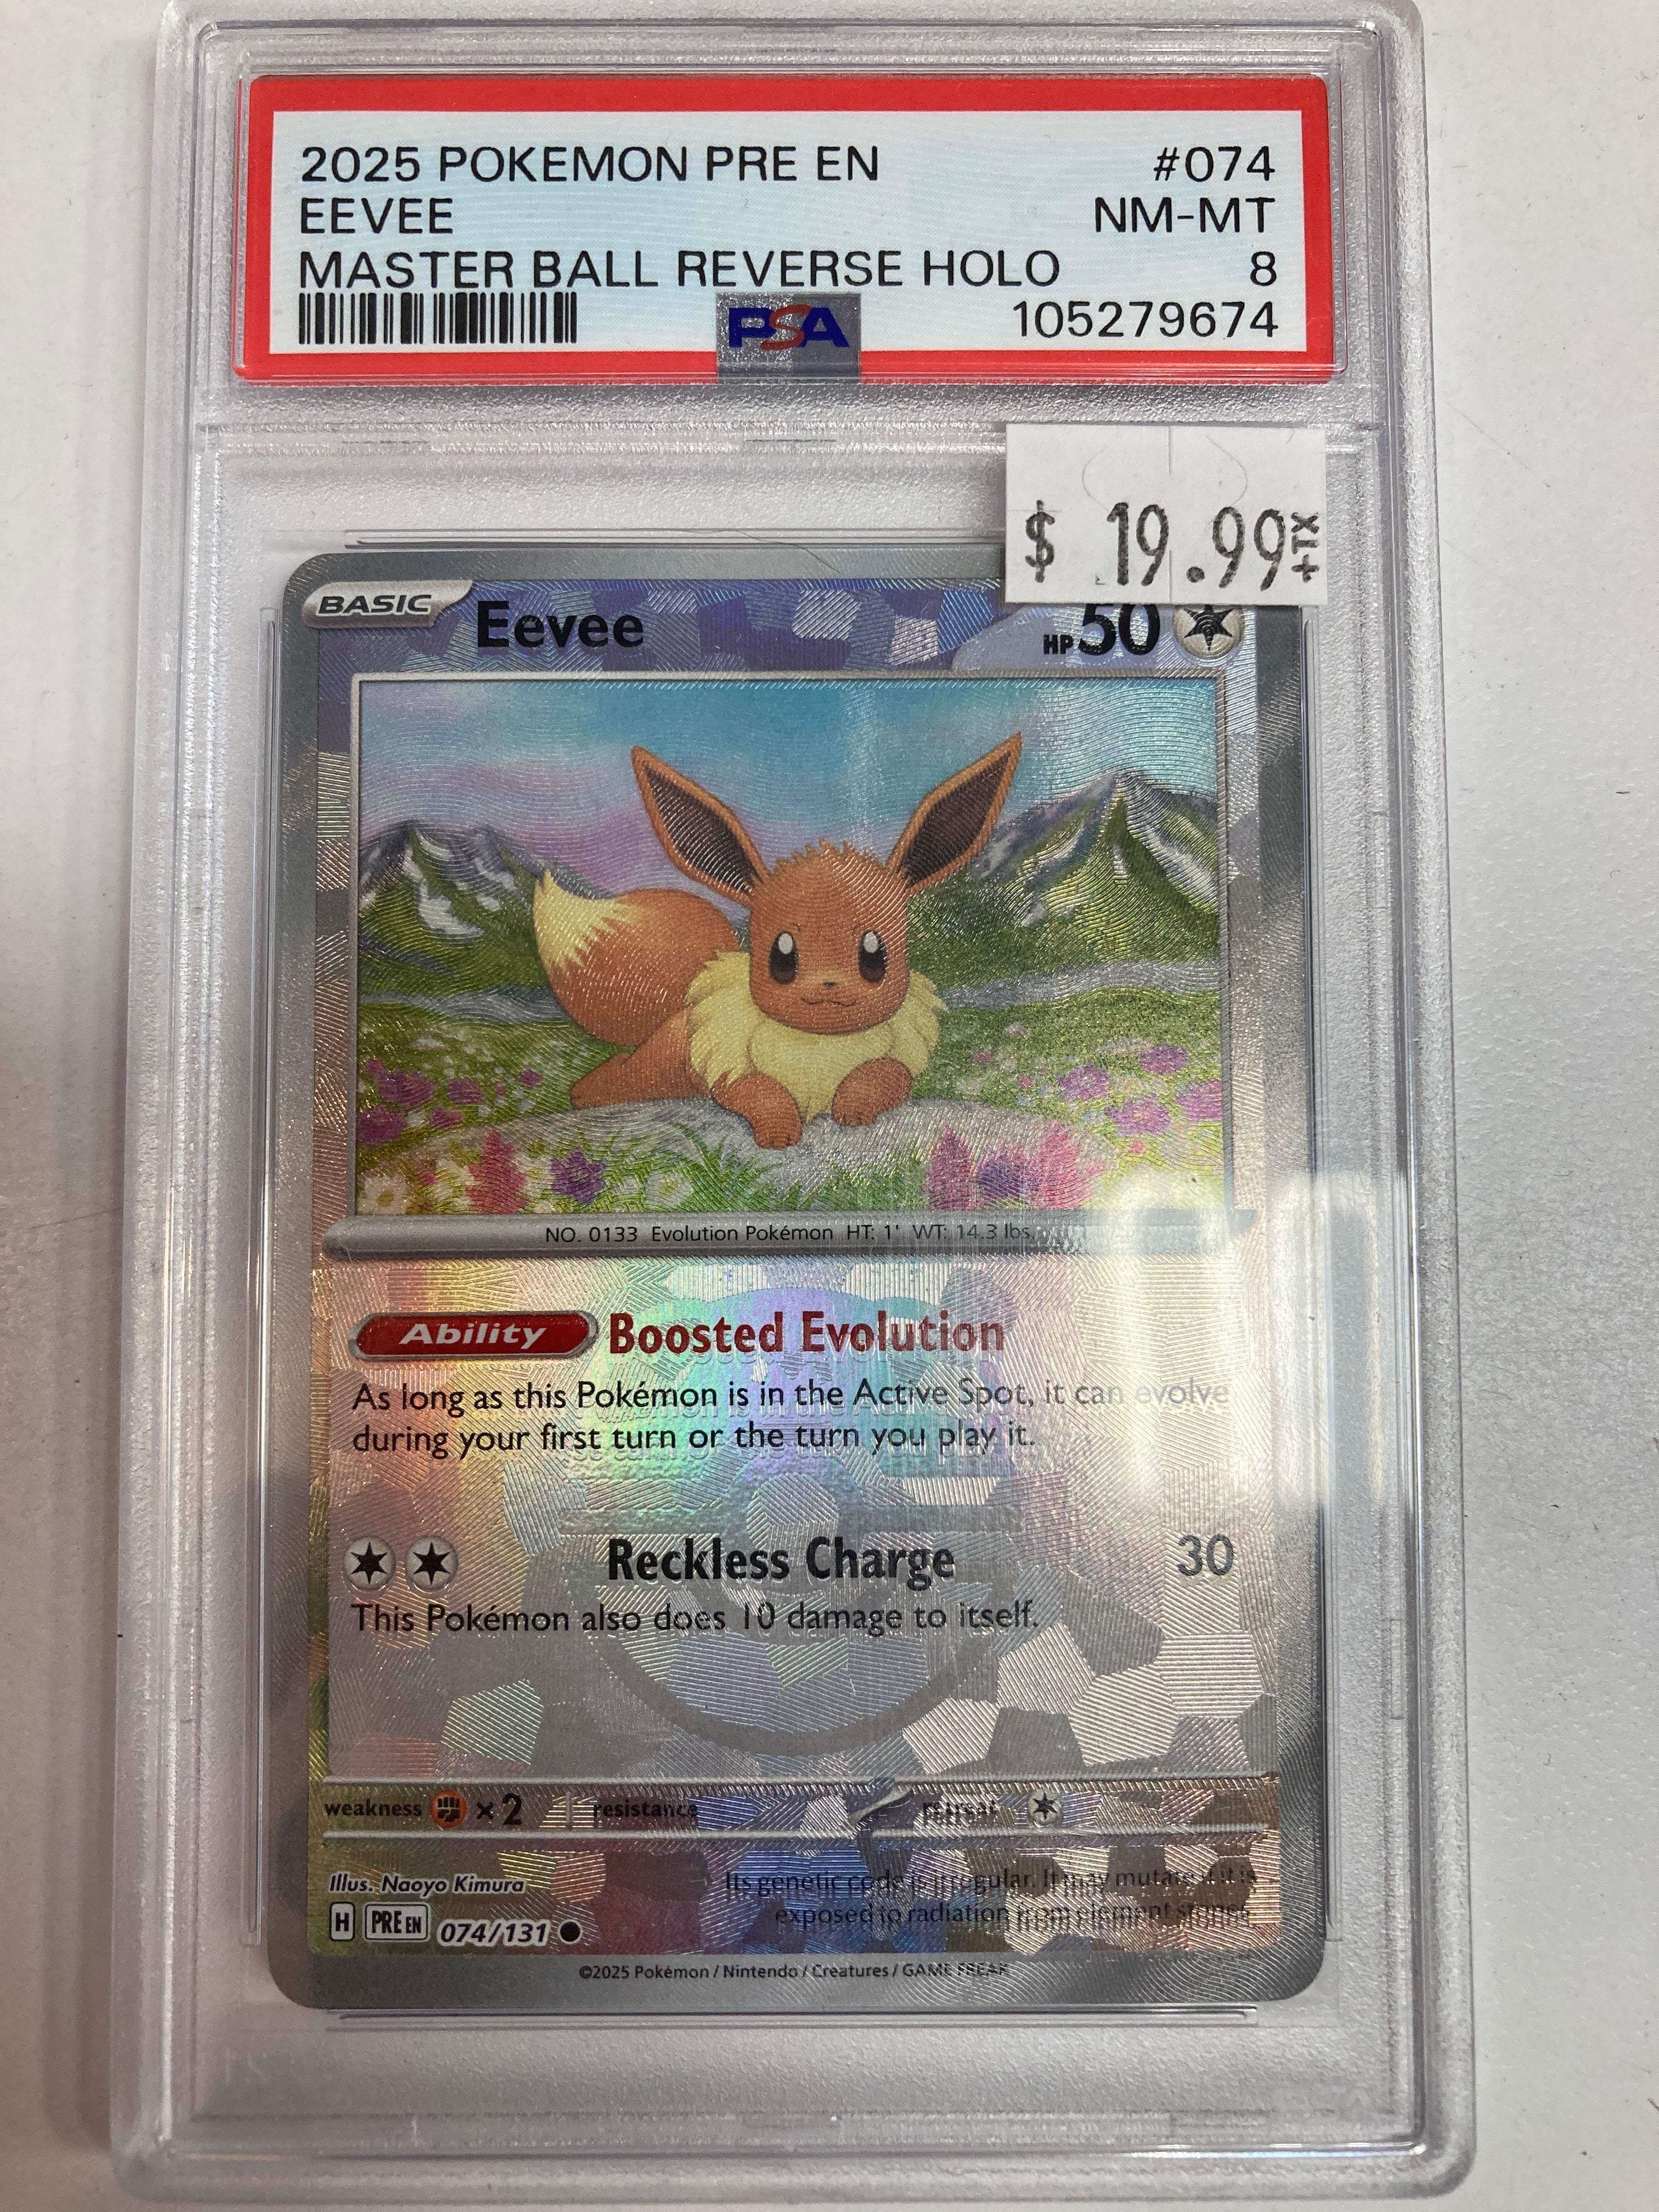 2025 POKEMON PRE EN #074
EEVEE NM-MT
MASTER BALL REVERSE HOLO 8
PSA 105279674
$ 19.99 +TX
BASIC Eevee HP 50
NO. 0133 Evolution Pokémon HT: 1' WT: 14.3 lbs.
Ability Boosted Evolution
As long as this Pokémon is in the Active Spot, it can evolve
during your first turn or the turn you play it.
Reckless Charge 30
This Pokémon also does 10 damage to itself.
weakness ×2 resistance retreat
Illus. Naoyo Kimura
Its genetic code is irregular. It may mutate if it is
exposed to radiation from element stones.
H PRE EN 074/131
©2025 Pokémon / Nintendo / Creatures / GAME FREAK